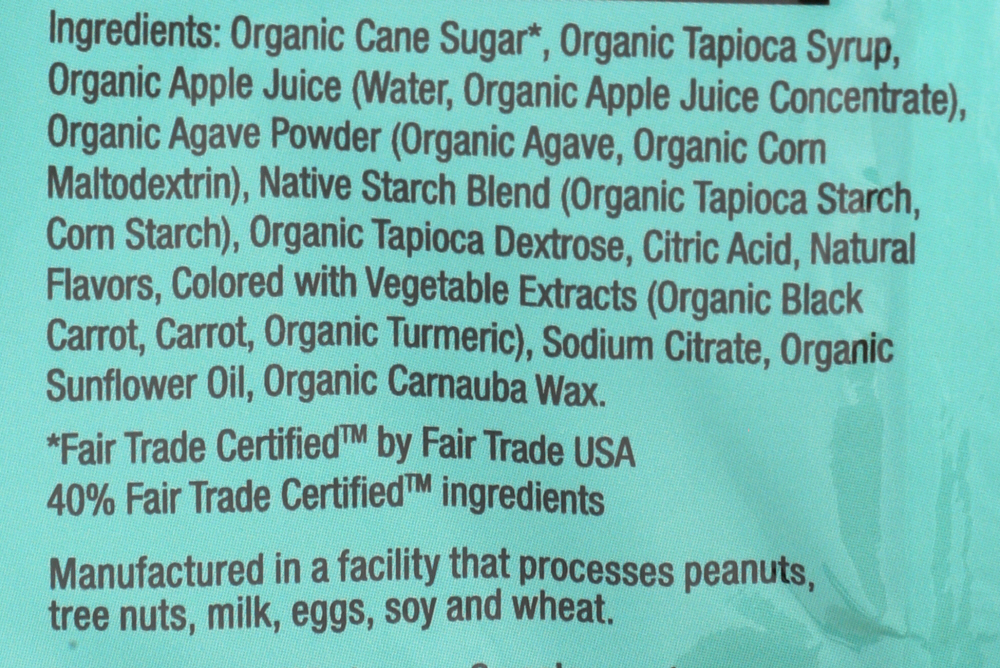 Ingredients: Organic Cane Sugar*, Organic Tapioca Syrup,
Organic Apple Juice (Water, Organic Apple Juice Concentrate),
Organic Agave Powder (Organic Agave, Organic Corn
Maltodextrin), Native Starch Blend (Organic Tapioca Starch,
Corn Starch), Organic Tapioca Dextrose, Citric Acid, Natural
Flavors, Colored with Vegetable Extracts (Organic Black
Carrot, Carrot, Organic Turmeric), Sodium Citrate, Organic
Sunflower Oil, Organic Carnauba Wax.
*Fair Trade Certified™ by Fair Trade USA
40% Fair Trade Certified™ ingredients
Manufactured in a facility that processes peanuts,
tree nuts, milk, eggs, soy and wheat.